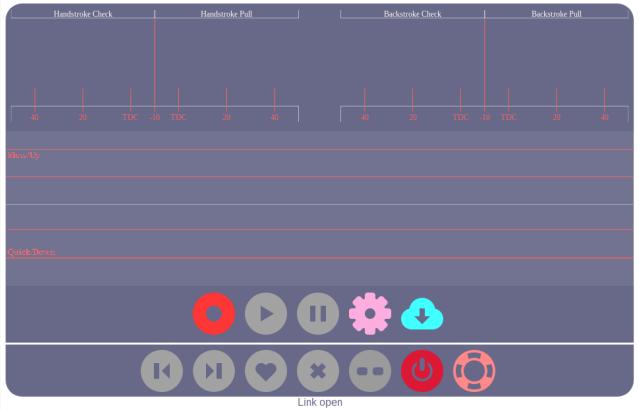 Handstroke Check Handstroke Pull Backstroke Check Backstroke Pull
40 20 TDC -10 TDC 20 40 40 20 TDC -10 TDC 20 40
Slow/Up
Quick/Down
Link open